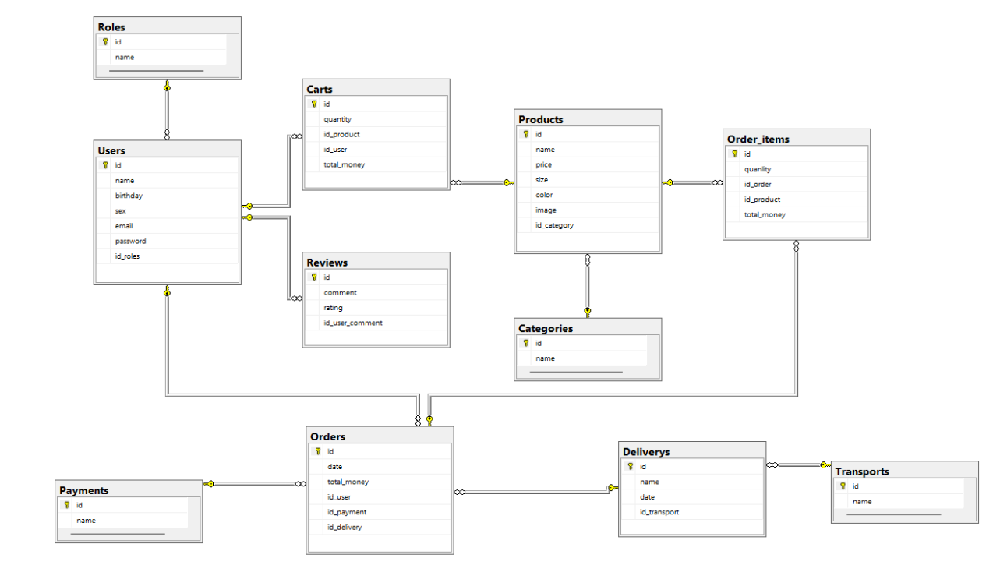 Roles
id
name
Users
id
name
birthday
sex
email
password
id_roles
Carts
id
quantity
id_product
id_user
total_money
Reviews
id
comment
rating
id_user_comment
Products
id
name
price
size
color
image
id_category
Order_items
id
quanlity
id_order
id_product
total_money
Categories
id
name
Orders
id
date
total_money
id_user
id_payment
id_delivery
Payments
id
name
Deliverys
id
name
date
id_transport
Transports
id
name